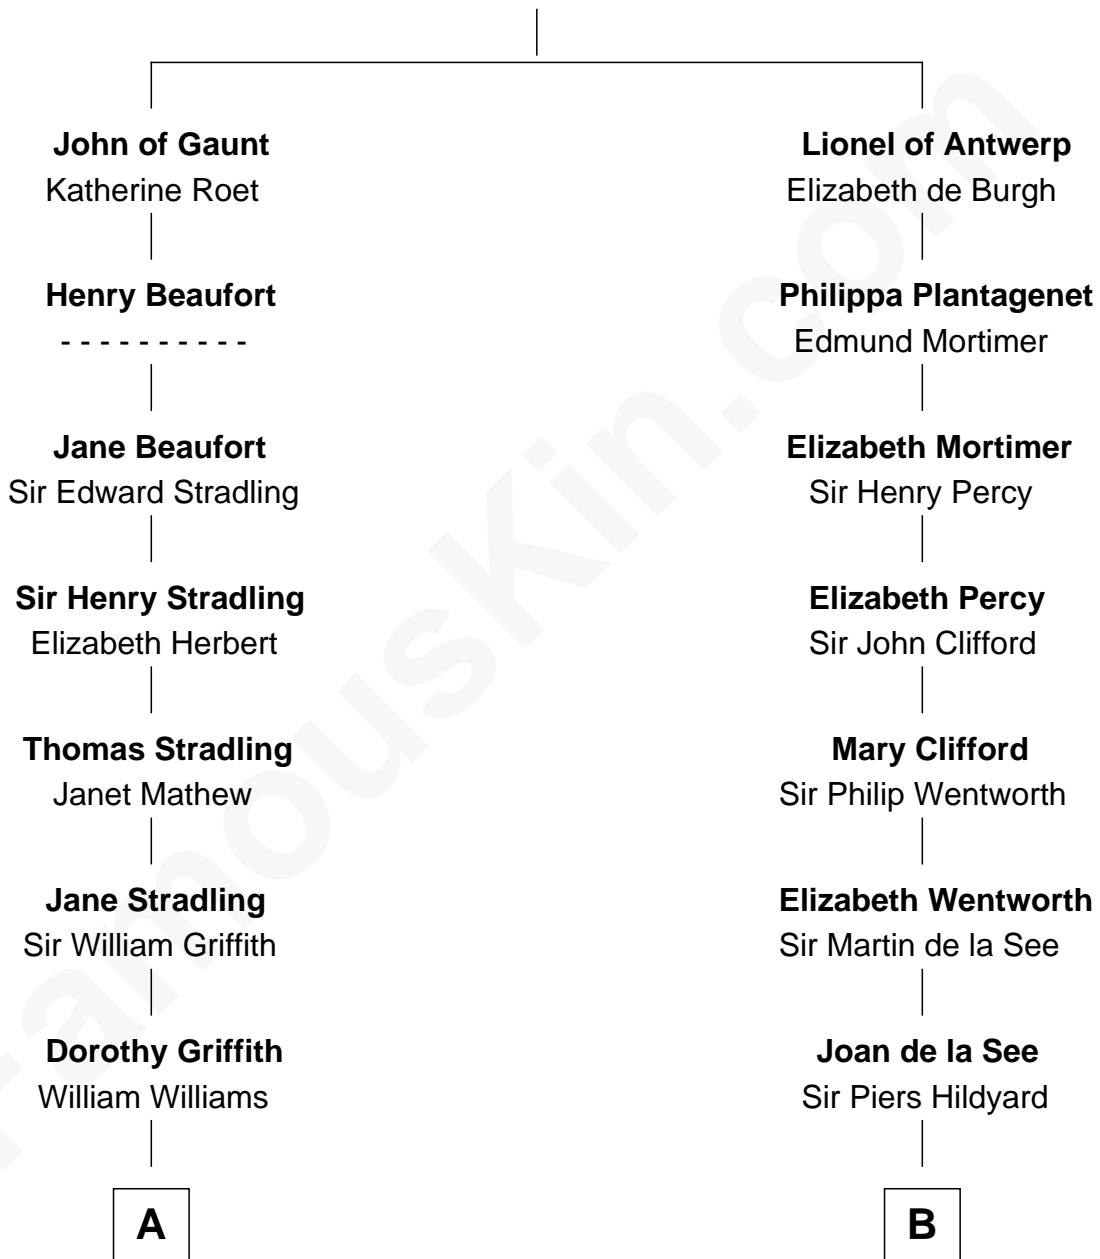 John of Gaunt
Katherine Roet
Henry Beaufort
- - - - - - - - - -
Jane Beaufort
Sir Edward Stradling
Sir Henry Stradling
Elizabeth Herbert
Thomas Stradling
Janet Mathew
Jane Stradling
Sir William Griffith
Dorothy Griffith
William Williams
A
Lionel of Antwerp
Elizabeth de Burgh
Philippa Plantagenet
Edmund Mortimer
Elizabeth Mortimer
Sir Henry Percy
Elizabeth Percy
Sir John Clifford
Mary Clifford
Sir Philip Wentworth
Elizabeth Wentworth
Sir Martin de la See
Joan de la See
Sir Piers Hildyard
B
FamousKin.com